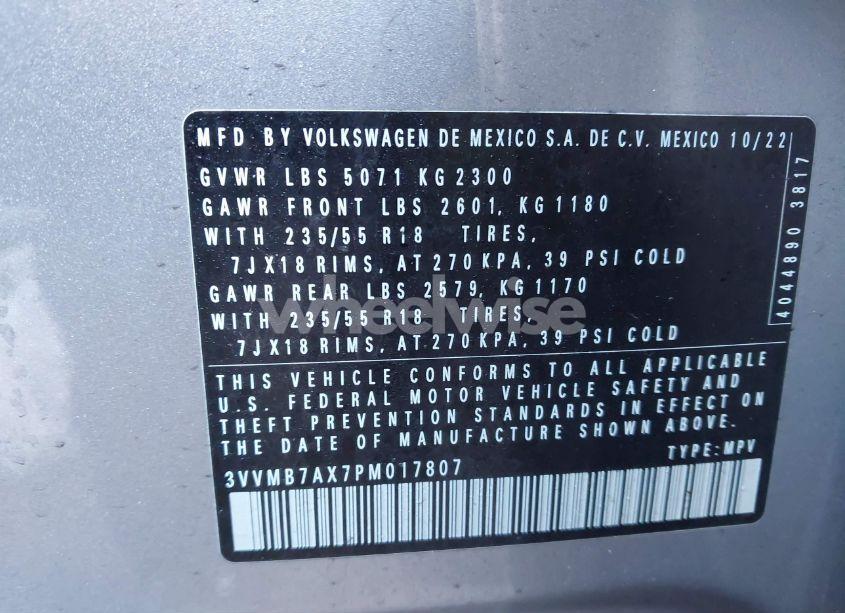 MFD BY VOLKSWAGEN DE MEXICO S.A. DE C.V. MEXICO 10/22
GVWR LBS 5071 KG 2300
GAWR FRONT LBS 2601, KG 1180
WITH 235/55 R18 TIRES,
7JX18 RIMS, AT 270 KPA, 39 PSI COLD
GAWR REAR LBS 2579, KG 1170
WITH 235/55 R18 TIRES,
7JX18 RIMS, AT 270 KPA, 39 PSI COLD
THIS VEHICLE CONFORMS TO ALL APPLICABLE
U.S. FEDERAL MOTOR VEHICLE SAFETY AND
THEFT PREVENTION STANDARDS IN EFFECT ON
THE DATE OF MANUFACTURE SHOWN ABOVE.
3VVMB7AX7PM017807 TYPE:MPV
4044890 3817
wheelwise